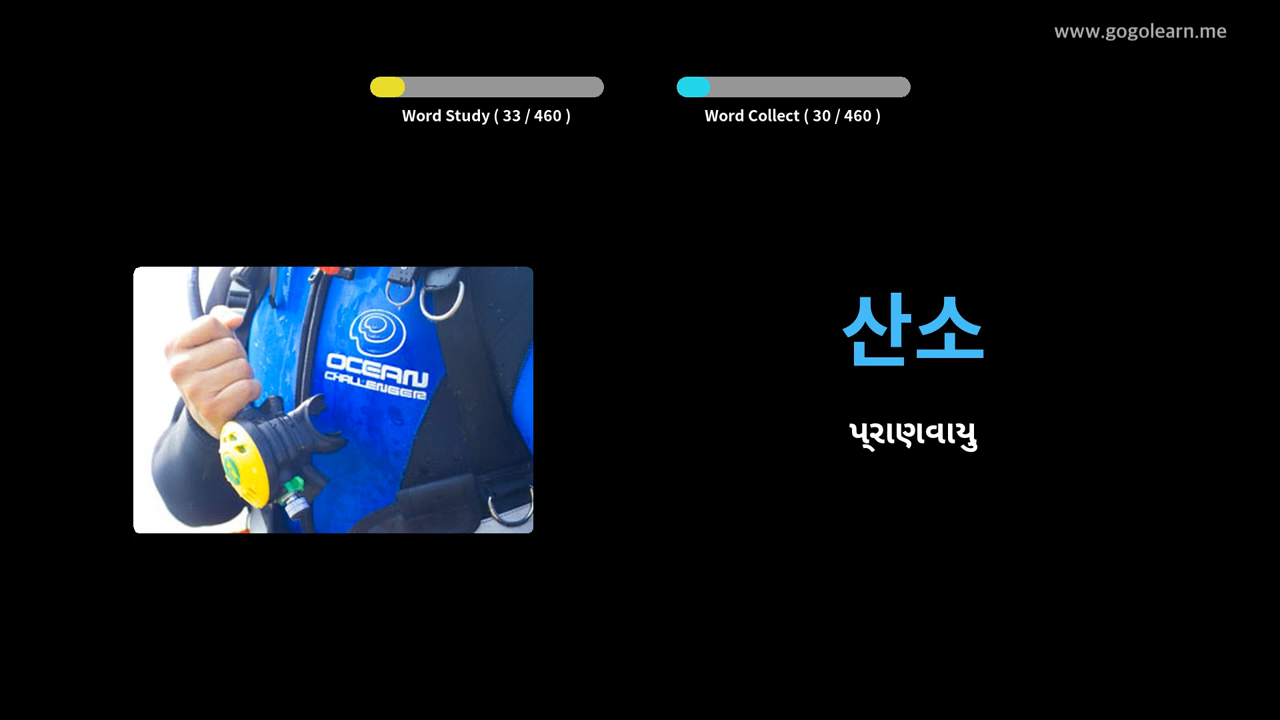 www.gogolearn.me
Word Study ( 33 / 460 )
Word Collect ( 30 / 460 )
OCEAN
CHALLENGER
산소
પ્રાણવાયુ